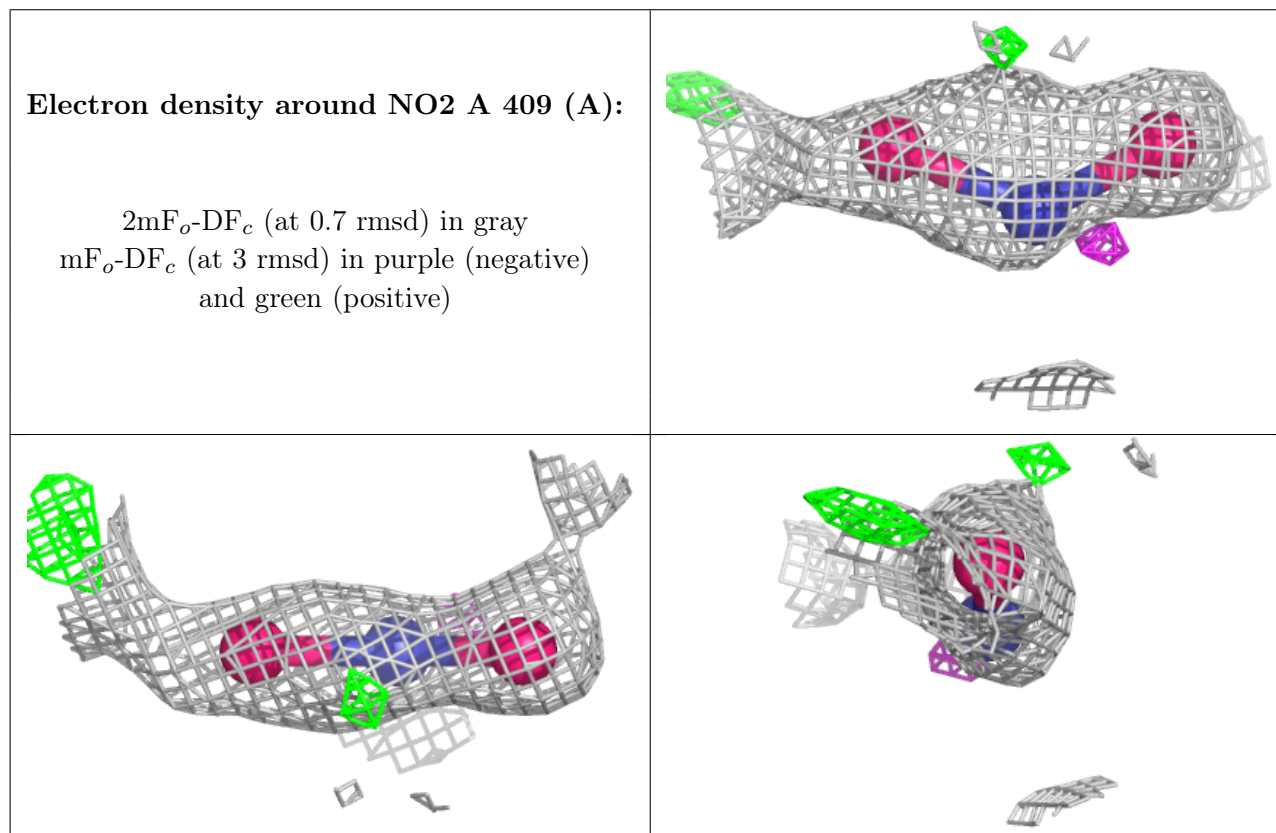 Electron density around NO2 A 409 (A):
2mFₒ-DF𝒸 (at 0.7 rmsd) in gray
mFₒ-DF𝒸 (at 3 rmsd) in purple (negative)
and green (positive)